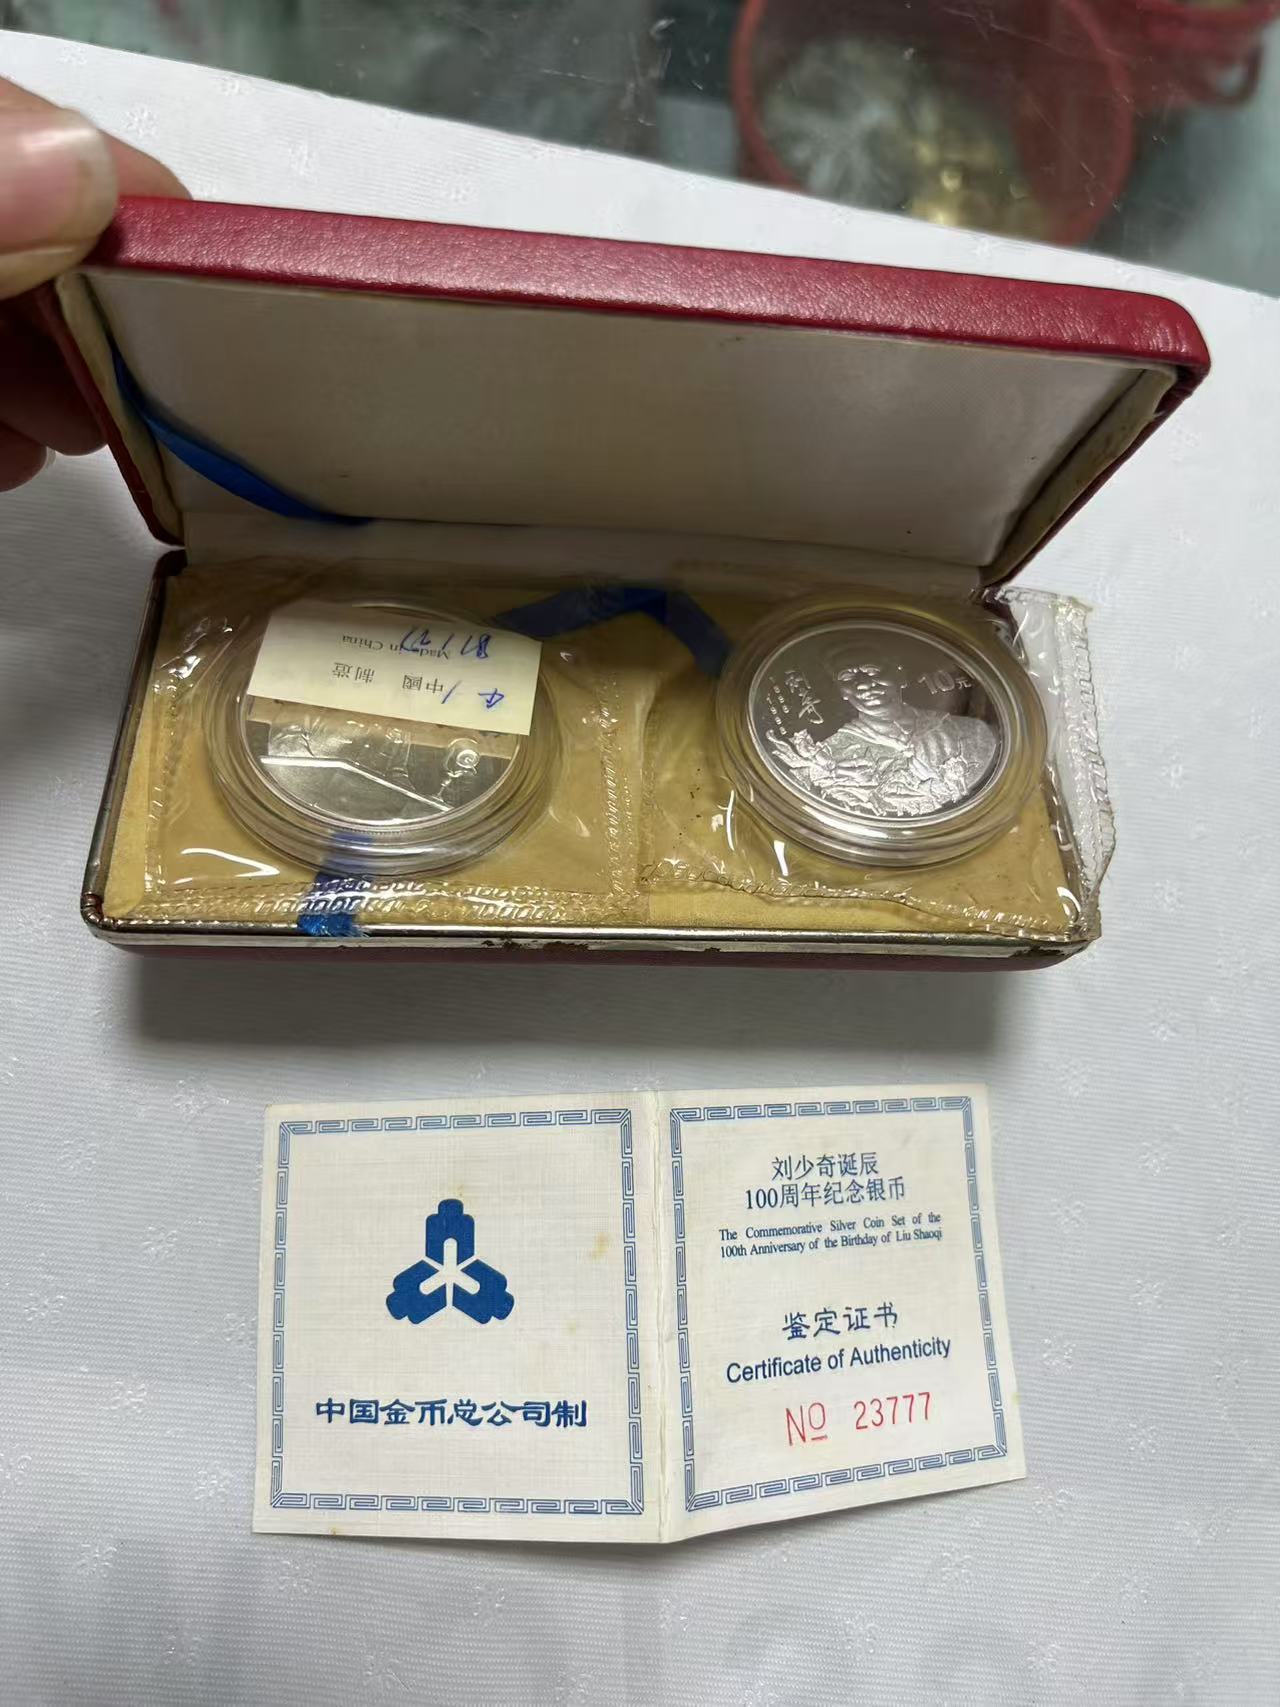 Made in China
中國 制造
10元
1898
1998
中国金币总公司制
刘少奇诞辰
100周年纪念银币
The Commemorative Silver Coin Set of the
100th Anniversary of the Birthday of Liu Shaoqi
鉴定证书
Certificate of Authenticity
NO 23777